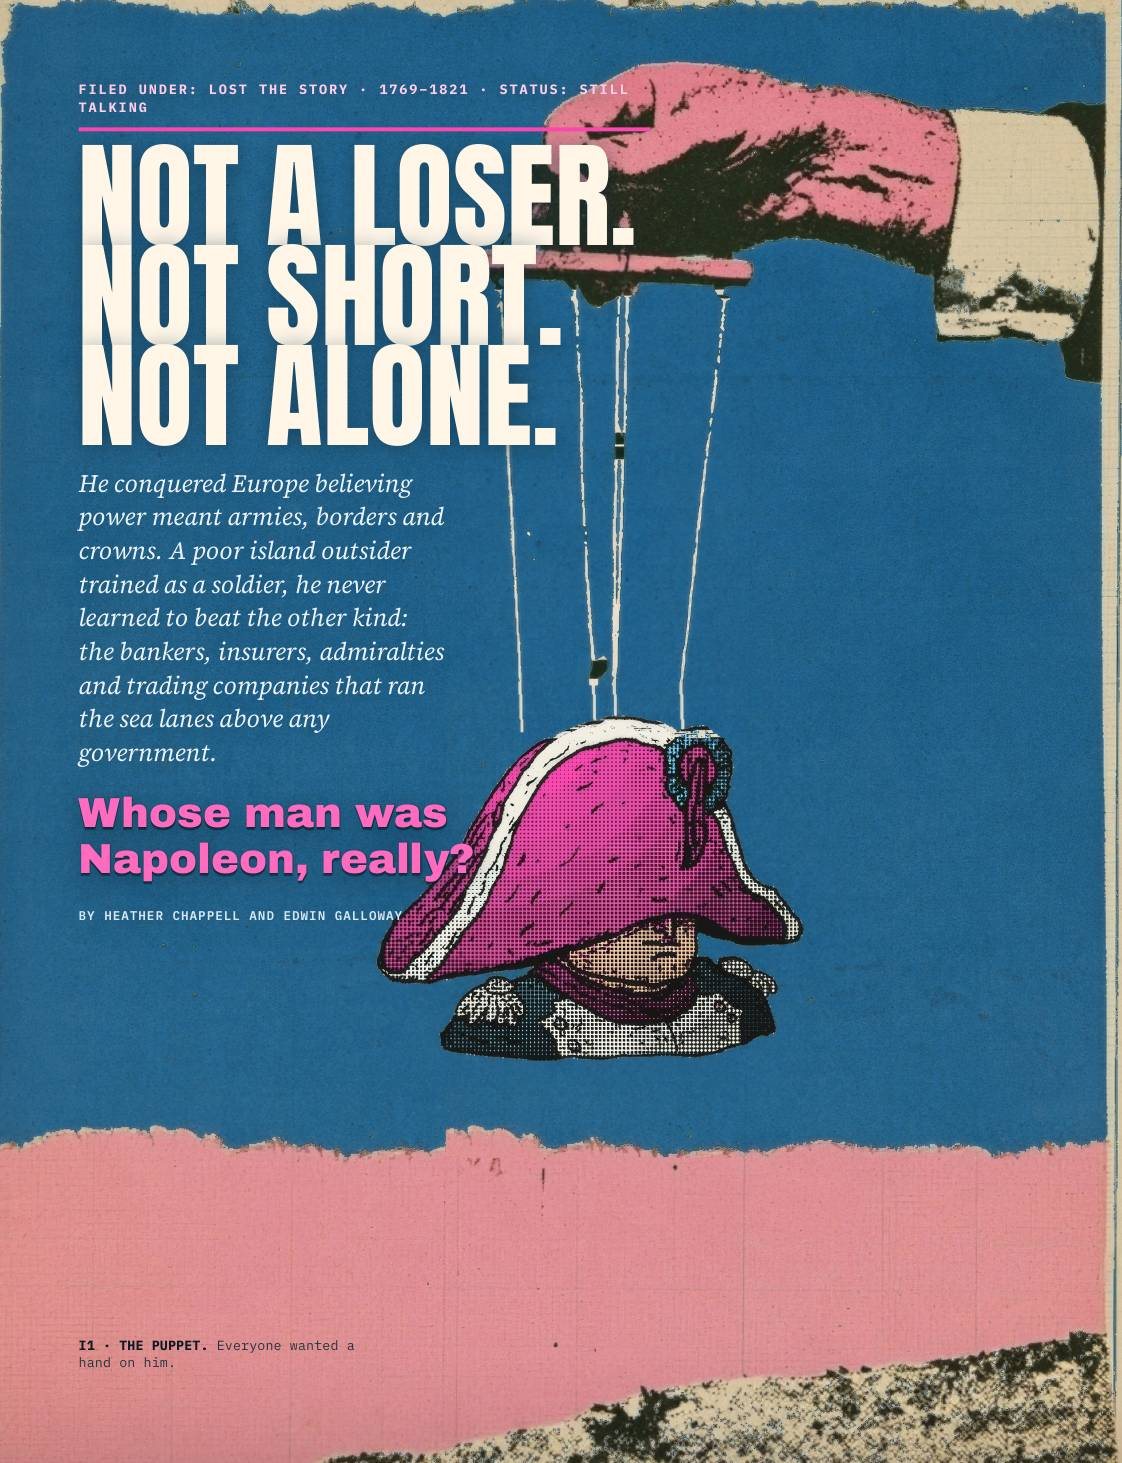 FILED UNDER: LOST THE STORY · 1769–1821 · STATUS: STILL
TALKING
NOT A LOSER.
NOT SHORT.
NOT ALONE.
He conquered Europe believing
power meant armies, borders and
crowns. A poor island outsider
trained as a soldier, he never
learned to beat the other kind:
the bankers, insurers, admiralties
and trading companies that ran
the sea lanes above any
government.
Whose man was
Napoleon, really?
BY HEATHER CHAPPELL AND EDWIN GALLOWAY
I1 · THE PUPPET. Everyone wanted a
hand on him.